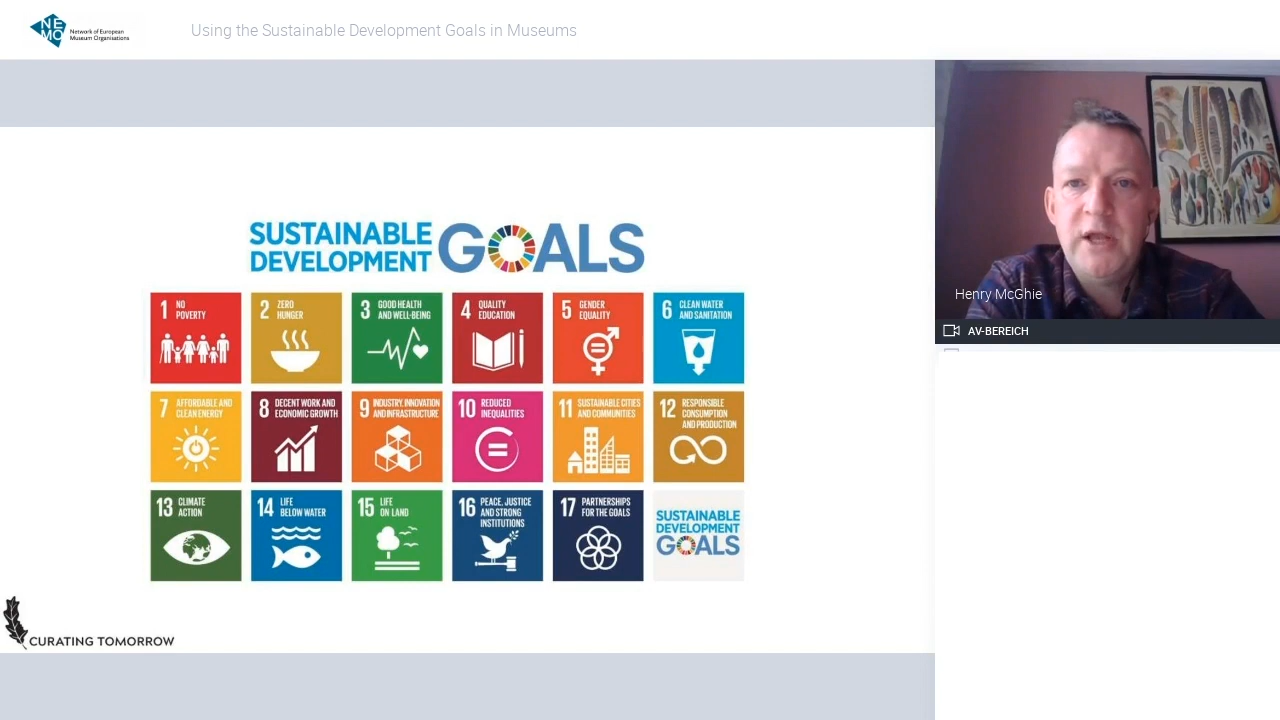 NE
MO
Network of European
Museum Organisations
Using the Sustainable Development Goals in Museums
SUSTAINABLE
DEVELOPMENT
GOALS
1 NO
POVERTY
2 ZERO
HUNGER
3 GOOD HEALTH
AND WELL-BEING
4 QUALITY
EDUCATION
5 GENDER
EQUALITY
6 CLEAN WATER
AND SANITATION
7 AFFORDABLE AND
CLEAN ENERGY
8 DECENT WORK AND
ECONOMIC GROWTH
9 INDUSTRY, INNOVATION
AND INFRASTRUCTURE
10 REDUCED
INEQUALITIES
11 SUSTAINABLE CITIES
AND COMMUNITIES
12 RESPONSIBLE
CONSUMPTION
AND PRODUCTION
13 CLIMATE
ACTION
14 LIFE
BELOW WATER
15 LIFE
ON LAND
16 PEACE, JUSTICE
AND STRONG
INSTITUTIONS
17 PARTNERSHIPS
FOR THE GOALS
SUSTAINABLE
DEVELOPMENT
GOALS
CURATING TOMORROW
Henry McGhie
AV-BEREICH